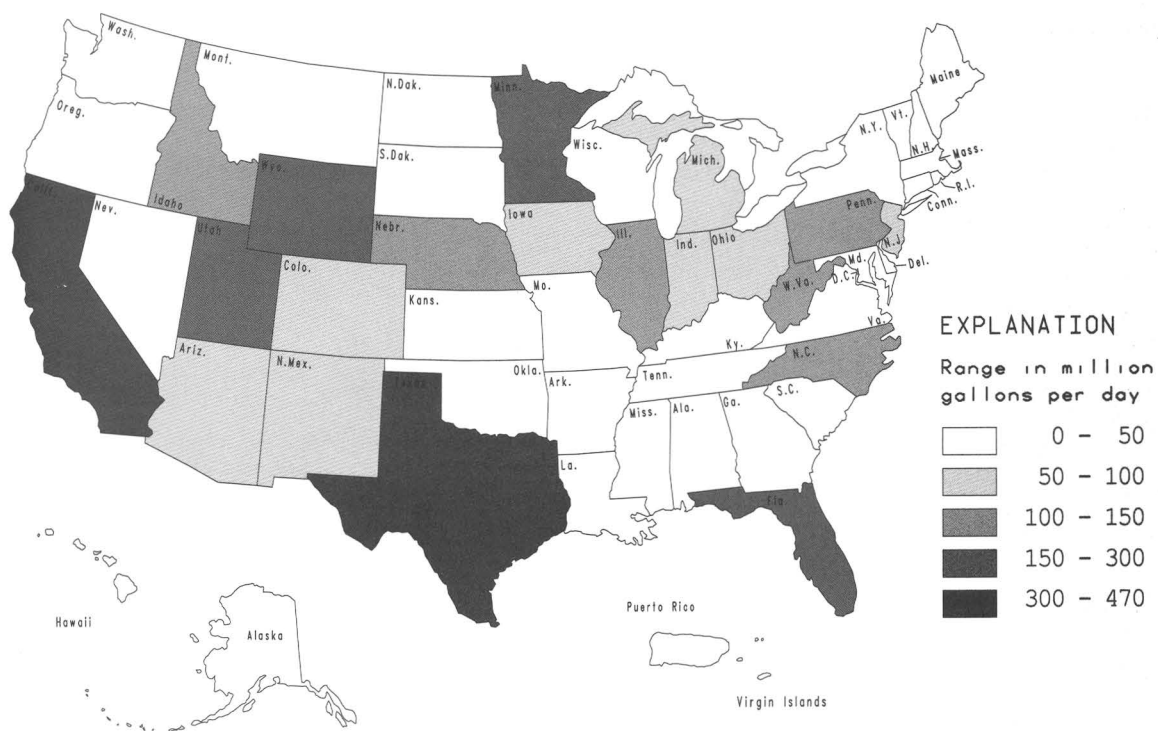 Wash.
Mont.
N.Dak.
Minn.
Maine
Oreg.
S.Dak.
Wisc.
Mich.
N.Y.
Vt.
N.H.
Mass.
R.I.
Conn.
Idaho
Wyo.
Calif.
Nev.
Utah
Nebr.
Iowa
Ill.
Ind.
Ohio
Penn.
N.J.
Md.
Del.
D.C.
W.Va.
Va.
Colo.
Kans.
Mo.
Ky.
N.C.
Ariz.
N.Mex.
Texas
Okla.
Ark.
Tenn.
S.C.
Miss.
Ala.
Ga.
La.
Fla.
Hawaii
Alaska
Puerto Rico
Virgin Islands
EXPLANATION
Range in million
gallons per day
0 - 50
50 - 100
100 - 150
150 - 300
300 - 470